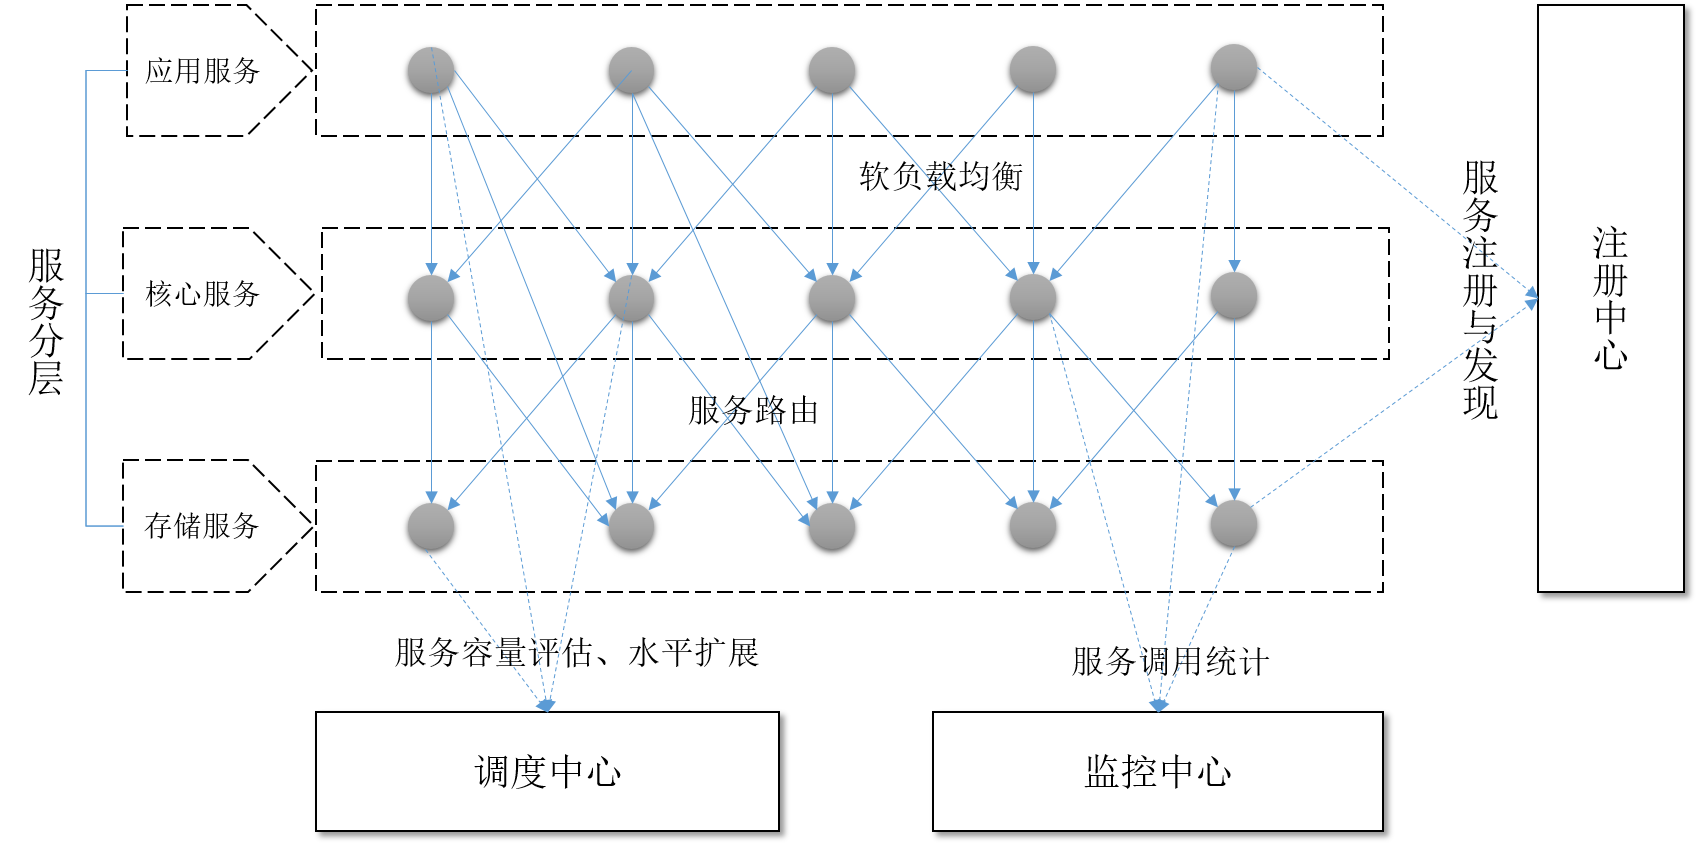 应用服务
软负载均衡
服务分层
核心服务
服务注册与发现
注册中心
服务路由
存储服务
服务容量评估、水平扩展
服务调用统计
调度中心
监控中心